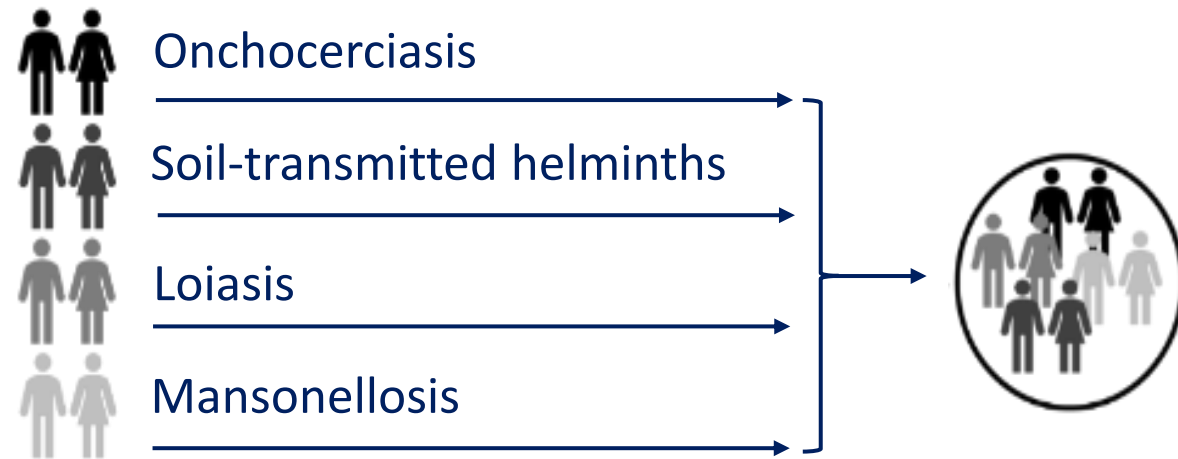 Onchocerciasis
Soil-transmitted helminths
Loiasis
Mansonellosis